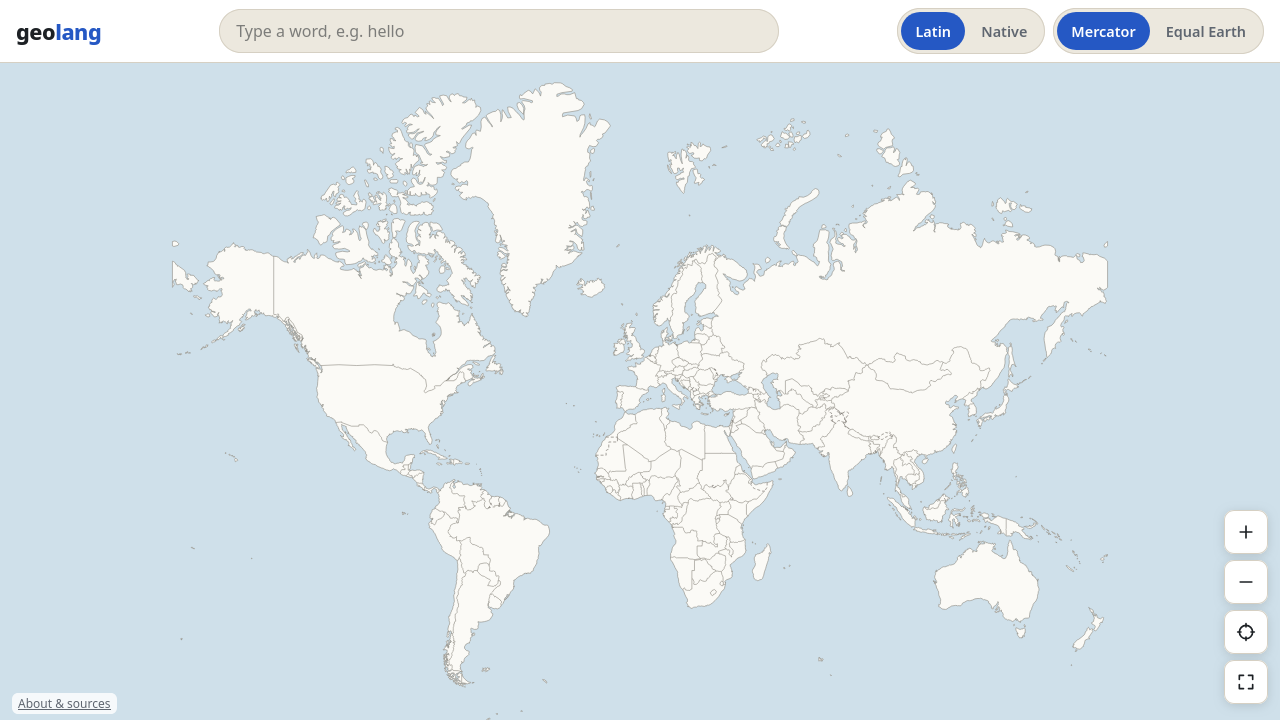 geolang
Type a word, e.g. hello
Latin
Native
Mercator
Equal Earth
About & sources